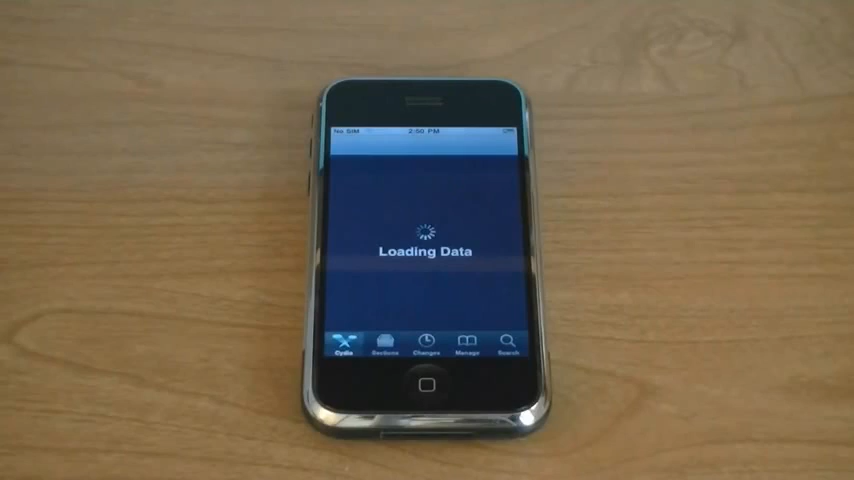 No SIM 2:50 PM
Loading Data
Cydia Sections Changes Manage Search